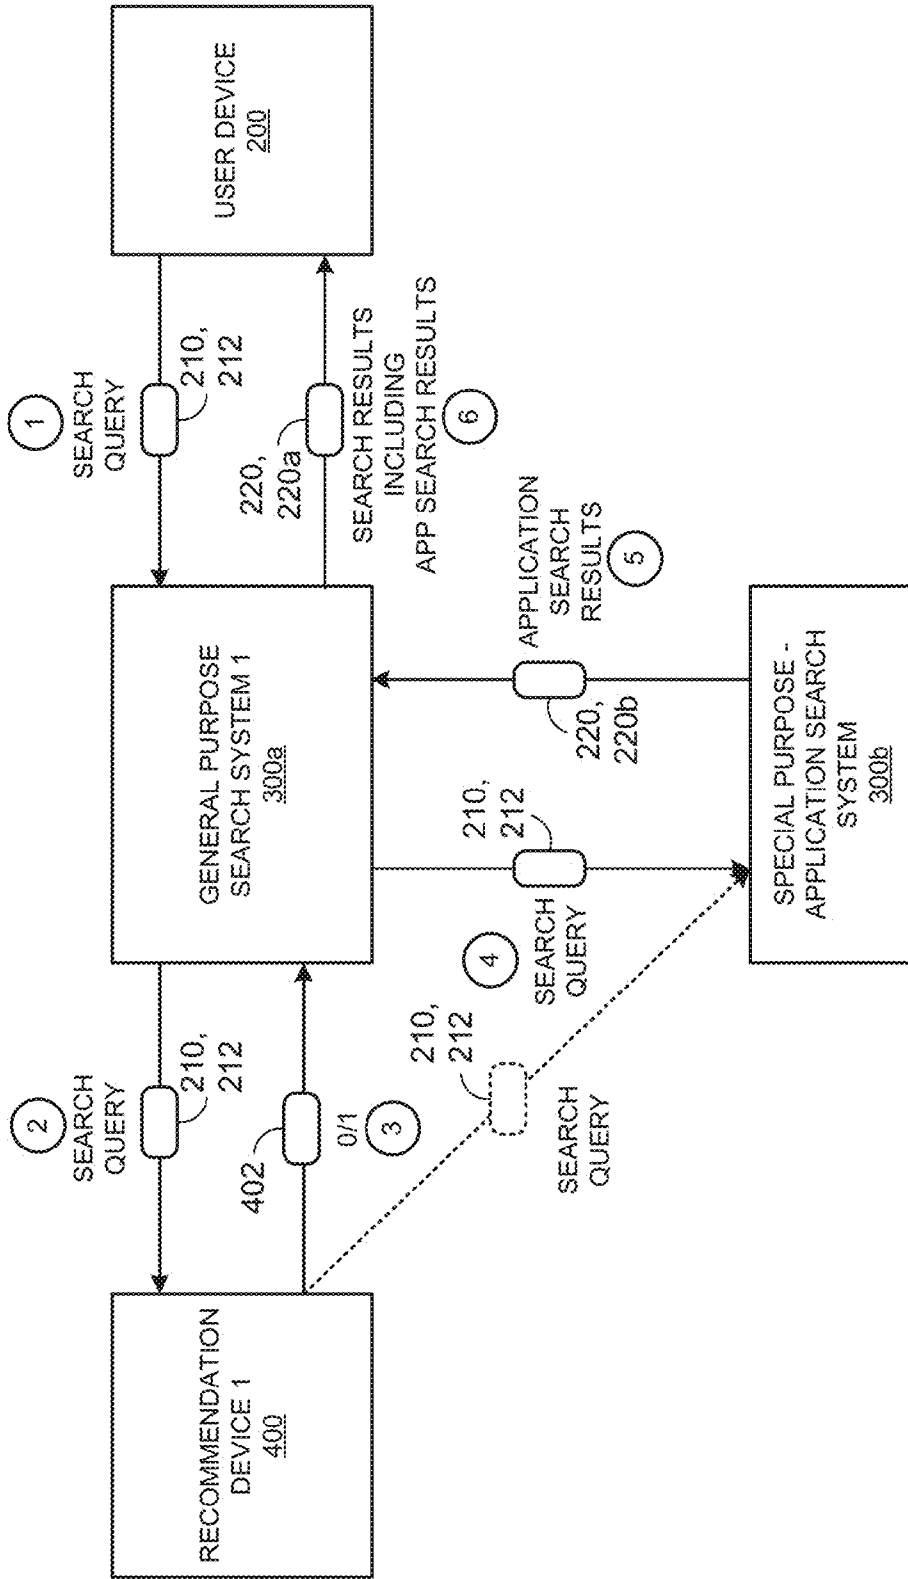 RECOMMENDATION
DEVICE 1
400
2
SEARCH
QUERY
210,
212
402
0/1
3
GENERAL PURPOSE
SEARCH SYSTEM 1
300a
1
SEARCH
QUERY
210,
212
220,
220a
SEARCH RESULTS
INCLUDING
APP SEARCH RESULTS
6
USER DEVICE
200
210,
212
SEARCH
QUERY
4
SEARCH
QUERY
210,
212
220,
220b
APPLICATION
SEARCH
RESULTS
5
SPECIAL PURPOSE -
APPLICATION SEARCH
SYSTEM
300b